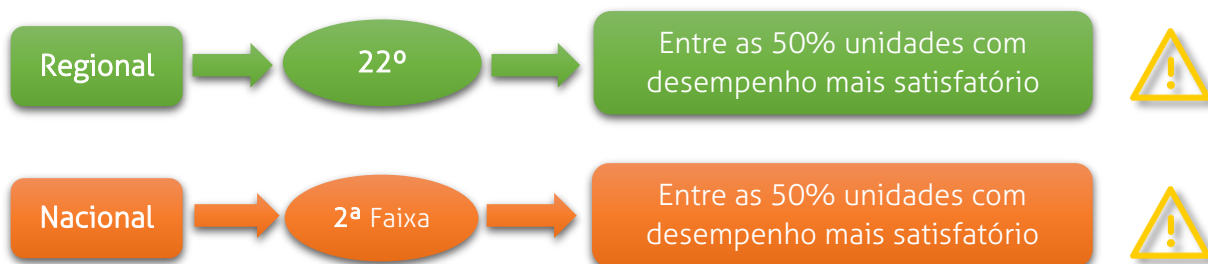 Regional
22º
Entre as 50% unidades com
desempenho mais satisfatório
Nacional
2ª Faixa
Entre as 50% unidades com
desempenho mais satisfatório